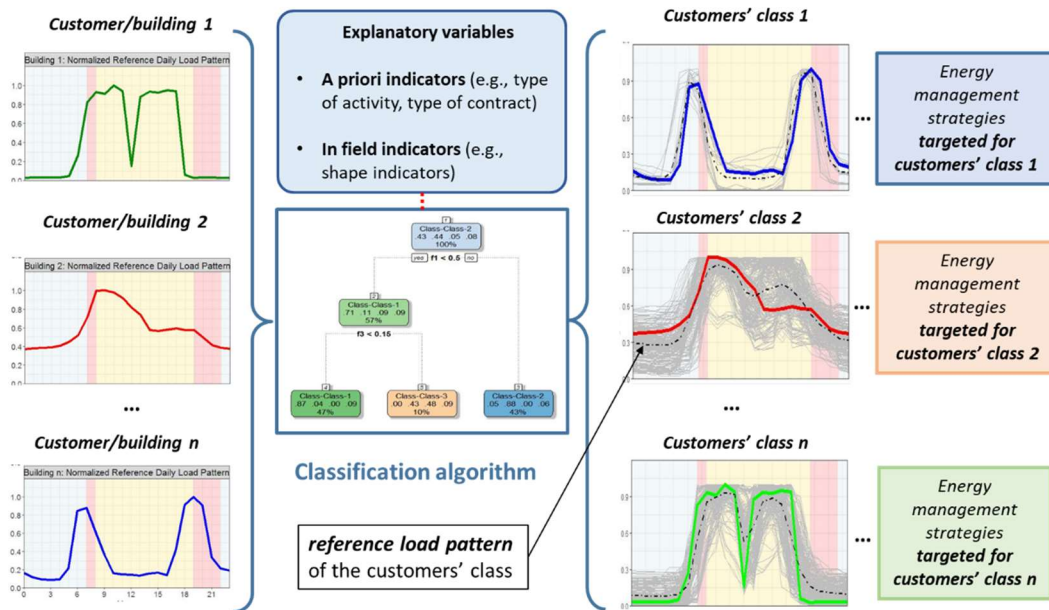 Customer/building 1
Building 1: Normalized Reference Daily Load Pattern
1.0
0.8
0.6
0.4
0.2
0.0
Customer/building 2
Building 2: Normalized Reference Daily Load Pattern
1.0
0.8
0.6
0.4
0.2
0.0
...
Customer/building n
Building n: Normalized Reference Daily Load Pattern
1.0
0.8
0.6
0.4
0.2
0.0
0 3 6 9 12 15 18 21 23
Explanatory variables
• A priori indicators (e.g., type
of activity, type of contract)
• In field indicators (e.g.,
shape indicators)
1
Class-Class-2
.43 .44 .05 .08
100%
yes f1 < 0.5 no
2
Class-Class-1
.71 .11 .09 .09
57%
f3 < 0.15
4
Class-Class-1
.87 .04 .00 .09
47%
5
Class-Class-3
.00 .43 .48 .09
10%
3
Class-Class-2
.05 .88 .00 .06
43%
Classification algorithm
reference load pattern
of the customers' class
Customers' class 1
0.9
0.6
0.3
0.0
...
Energy
management
strategies
targeted for
customers' class 1
Customers' class 2
0.9
0.6
0.3
0.0
...
Energy
management
strategies
targeted for
customers' class 2
...
Customers' class n
0.9
0.6
0.3
0.0
...
Energy
management
strategies
targeted for
customers' class n